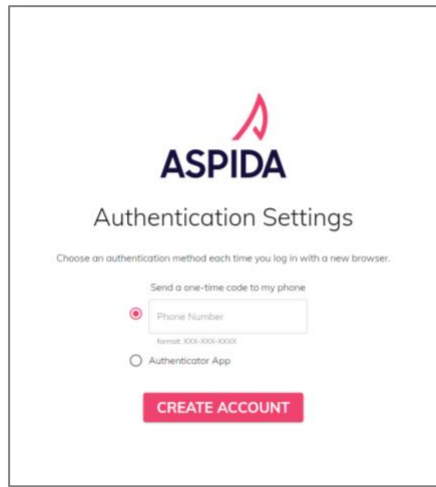 ASPIDA
Authentication Settings
Choose an authentication method each time you log in with a new browser.
Send a one-time code to my phone
Phone Number
format: XXX-XXX-XXXX
Authenticator App
CREATE ACCOUNT